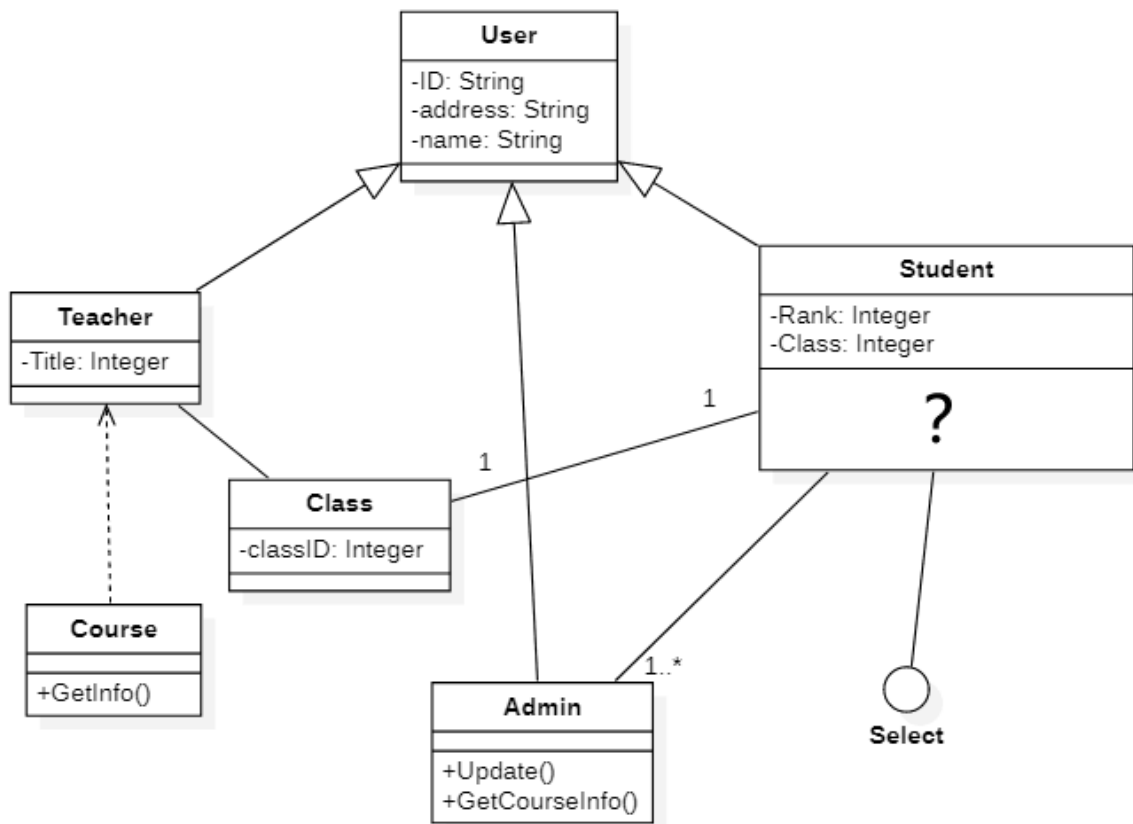 User
-ID: String
-address: String
-name: String
Teacher
-Title: Integer
Student
-Rank: Integer
-Class: Integer
?
1
1
Class
-classID: Integer
Course
+GetInfo()
1..*
Admin
+Update()
+GetCourseInfo()
Select